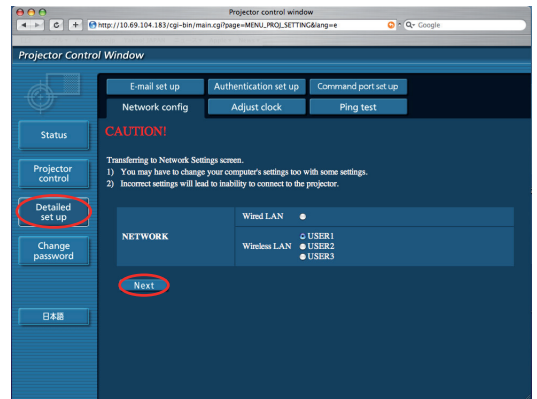 Projector control window
http://10.69.104.183/cgi-bin/main.cgi?page=MENU_PROJ_SETTING&lang=e
Google
Projector Control Window
E-mail set up
Authentication set up
Command port set up
Network config
Adjust clock
Ping test
Status
Projector
control
Detailed
set up
Change
password
日本語
CAUTION!
Transferring to Network Settings screen.
1) You may have to change your computer's settings too with some settings.
2) Incorrect settings will lead to inability to connect to the projector.
NETWORK
Wired LAN
Wireless LAN
USER1
USER2
USER3
Next